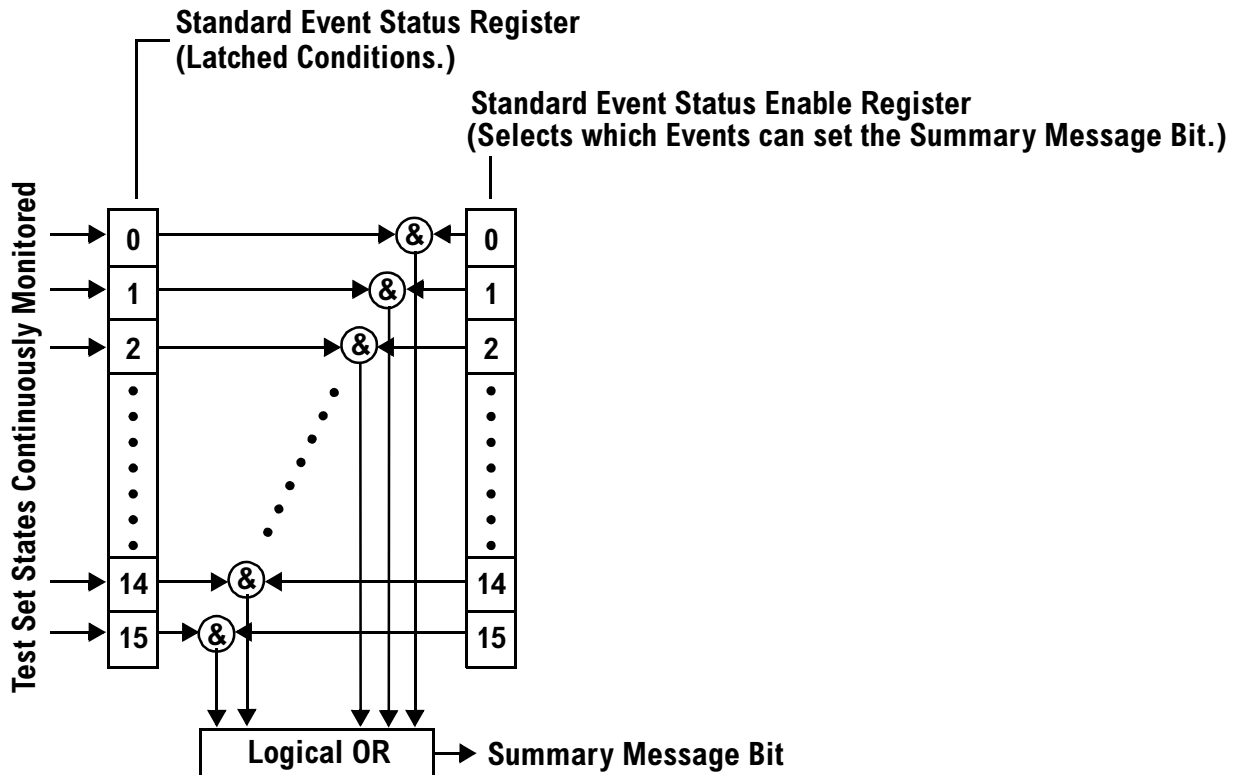 Standard Event Status Register
(Latched Conditions.)
Standard Event Status Enable Register
(Selects which Events can set the Summary Message Bit.)
Test Set States Continuously Monitored
0 & 0
1 & 1
2 & 2
14 & 14
15 & 15
Logical OR
Summary Message Bit